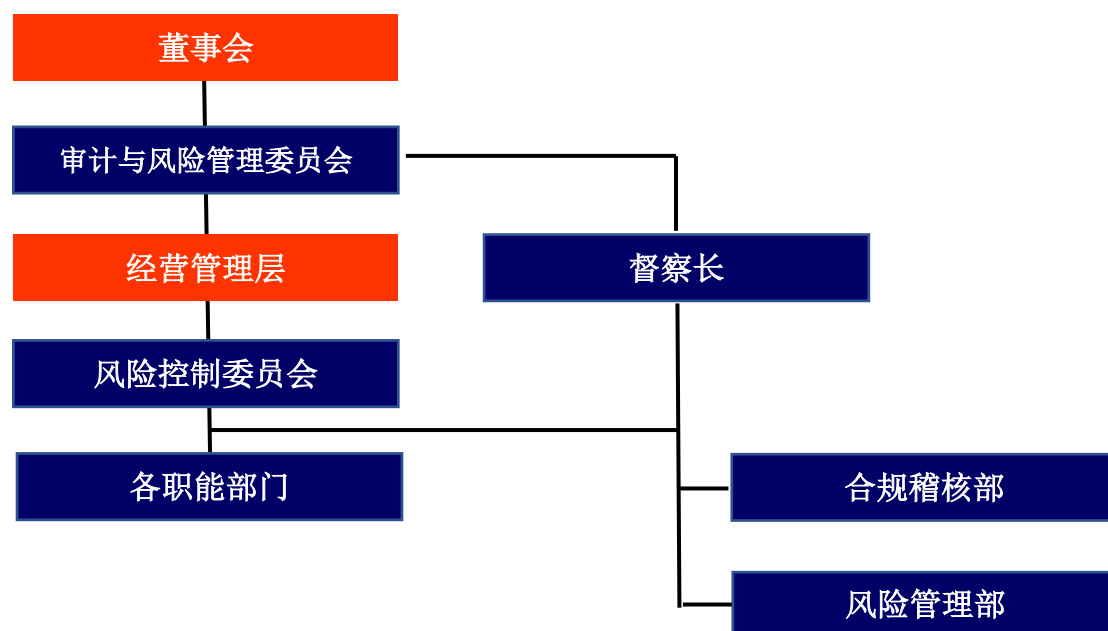 董事会
审计与风险管理委员会
经营管理层
督察长
风险控制委员会
各职能部门
合规稽核部
风险管理部